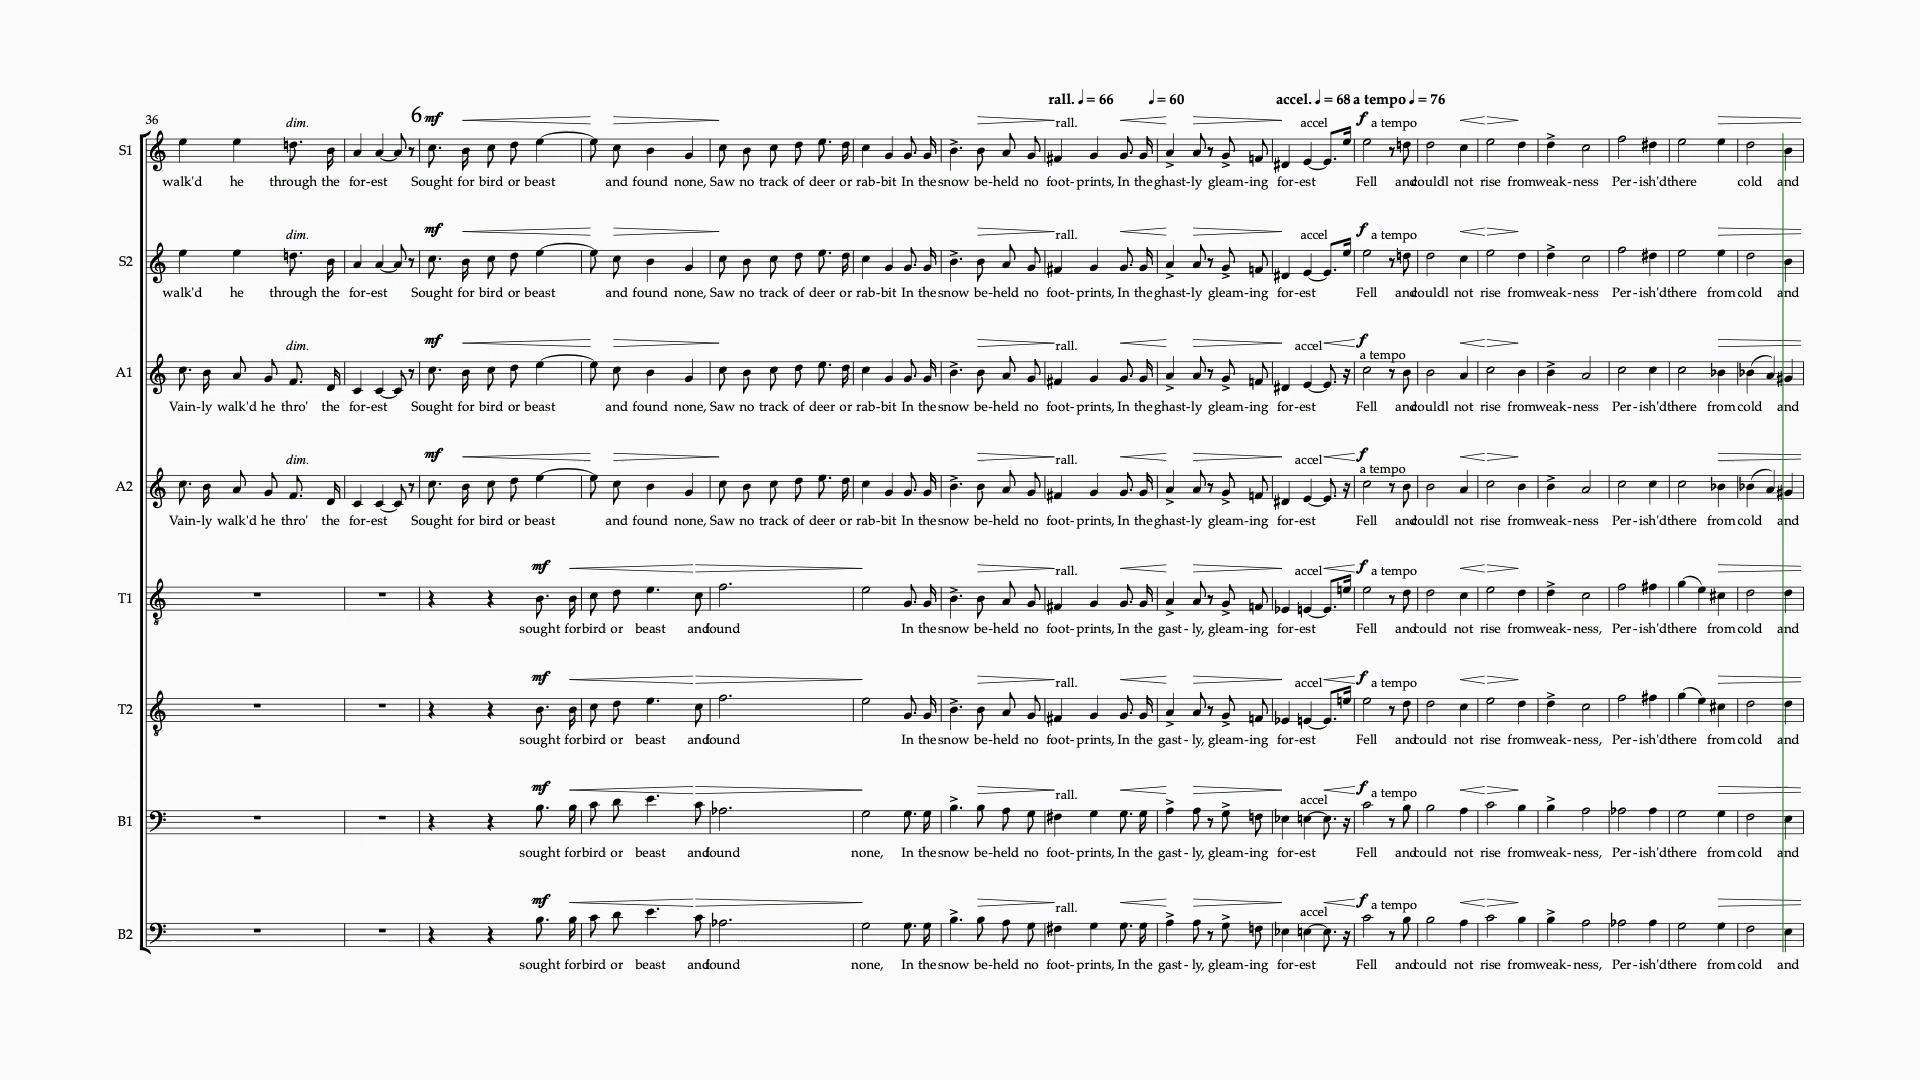 rall. ♩= 66 ♩= 60 accel. ♩= 68 a tempo ♩= 76
36 dim. 6 mf rall. accel f a tempo
S1
walk'd he through the for-est Sought for bird or beast and found none, Saw no track of deer or rab-bit In the snow be-held no foot-prints, In the ghast-ly gleam-ing for-est Fell and couldl not rise from weak-ness Per-ish'd there cold and
dim. mf rall. accel f a tempo
S2
walk'd he through the for-est Sought for bird or beast and found none, Saw no track of deer or rab-bit In the snow be-held no foot-prints, In the ghast-ly gleam-ing for-est Fell and couldl not rise from weak-ness Per-ish'd there from cold and
dim. mf rall. accel f a tempo
A1
Vain-ly walk'd he thro' the for-est Sought for bird or beast and found none, Saw no track of deer or rab-bit In the snow be-held no foot-prints, In the ghast-ly gleam-ing for-est Fell and couldl not rise from weak-ness Per-ish'd there from cold and
dim. mf rall. accel f a tempo
A2
Vain-ly walk'd he thro' the for-est Sought for bird or beast and found none, Saw no track of deer or rab-bit In the snow be-held no foot-prints, In the ghast-ly gleam-ing for-est Fell and couldl not rise from weak-ness Per-ish'd there from cold and
mf rall. accel f a tempo
T1
sought for bird or beast and found In the snow be-held no foot-prints, In the gast-ly, gleam-ing for-est Fell and could not rise from weak-ness, Per-ish'd there from cold and
mf rall. accel f a tempo
T2
sought for bird or beast and found In the snow be-held no foot-prints, In the gast-ly, gleam-ing for-est Fell and could not rise from weak-ness, Per-ish'd there from cold and
mf rall. accel f a tempo
B1
sought for bird or beast and found none, In the snow be-held no foot-prints, In the gast-ly, gleam-ing for-est Fell and could not rise from weak-ness, Per-ish'd there from cold and
mf rall. accel f a tempo
B2
sought for bird or beast and found none, In the snow be-held no foot-prints, In the gast-ly, gleam-ing for-est Fell and could not rise from weak-ness, Per-ish'd there from cold and